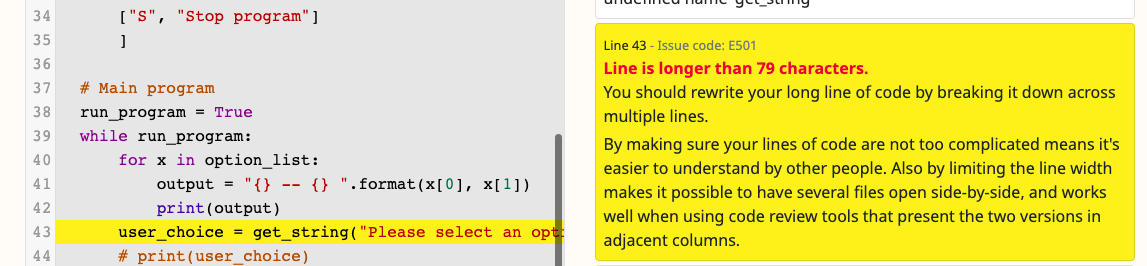 34 ["S", "Stop program"]
35 ]
36
37 # Main program
38 run_program = True
39 while run_program:
40 for x in option_list:
41 output = "{} -- {} ".format(x[0], x[1])
42 print(output)
43 user_choice = get_string("Please select an opt
44 # print(user_choice)
undefined name 'get_string'
Line 43 - Issue code: E501
Line is longer than 79 characters.
You should rewrite your long line of code by breaking it down across
multiple lines.
By making sure your lines of code are not too complicated means it's
easier to understand by other people. Also by limiting the line width
makes it possible to have several files open side-by-side, and works
well when using code review tools that present the two versions in
adjacent columns.